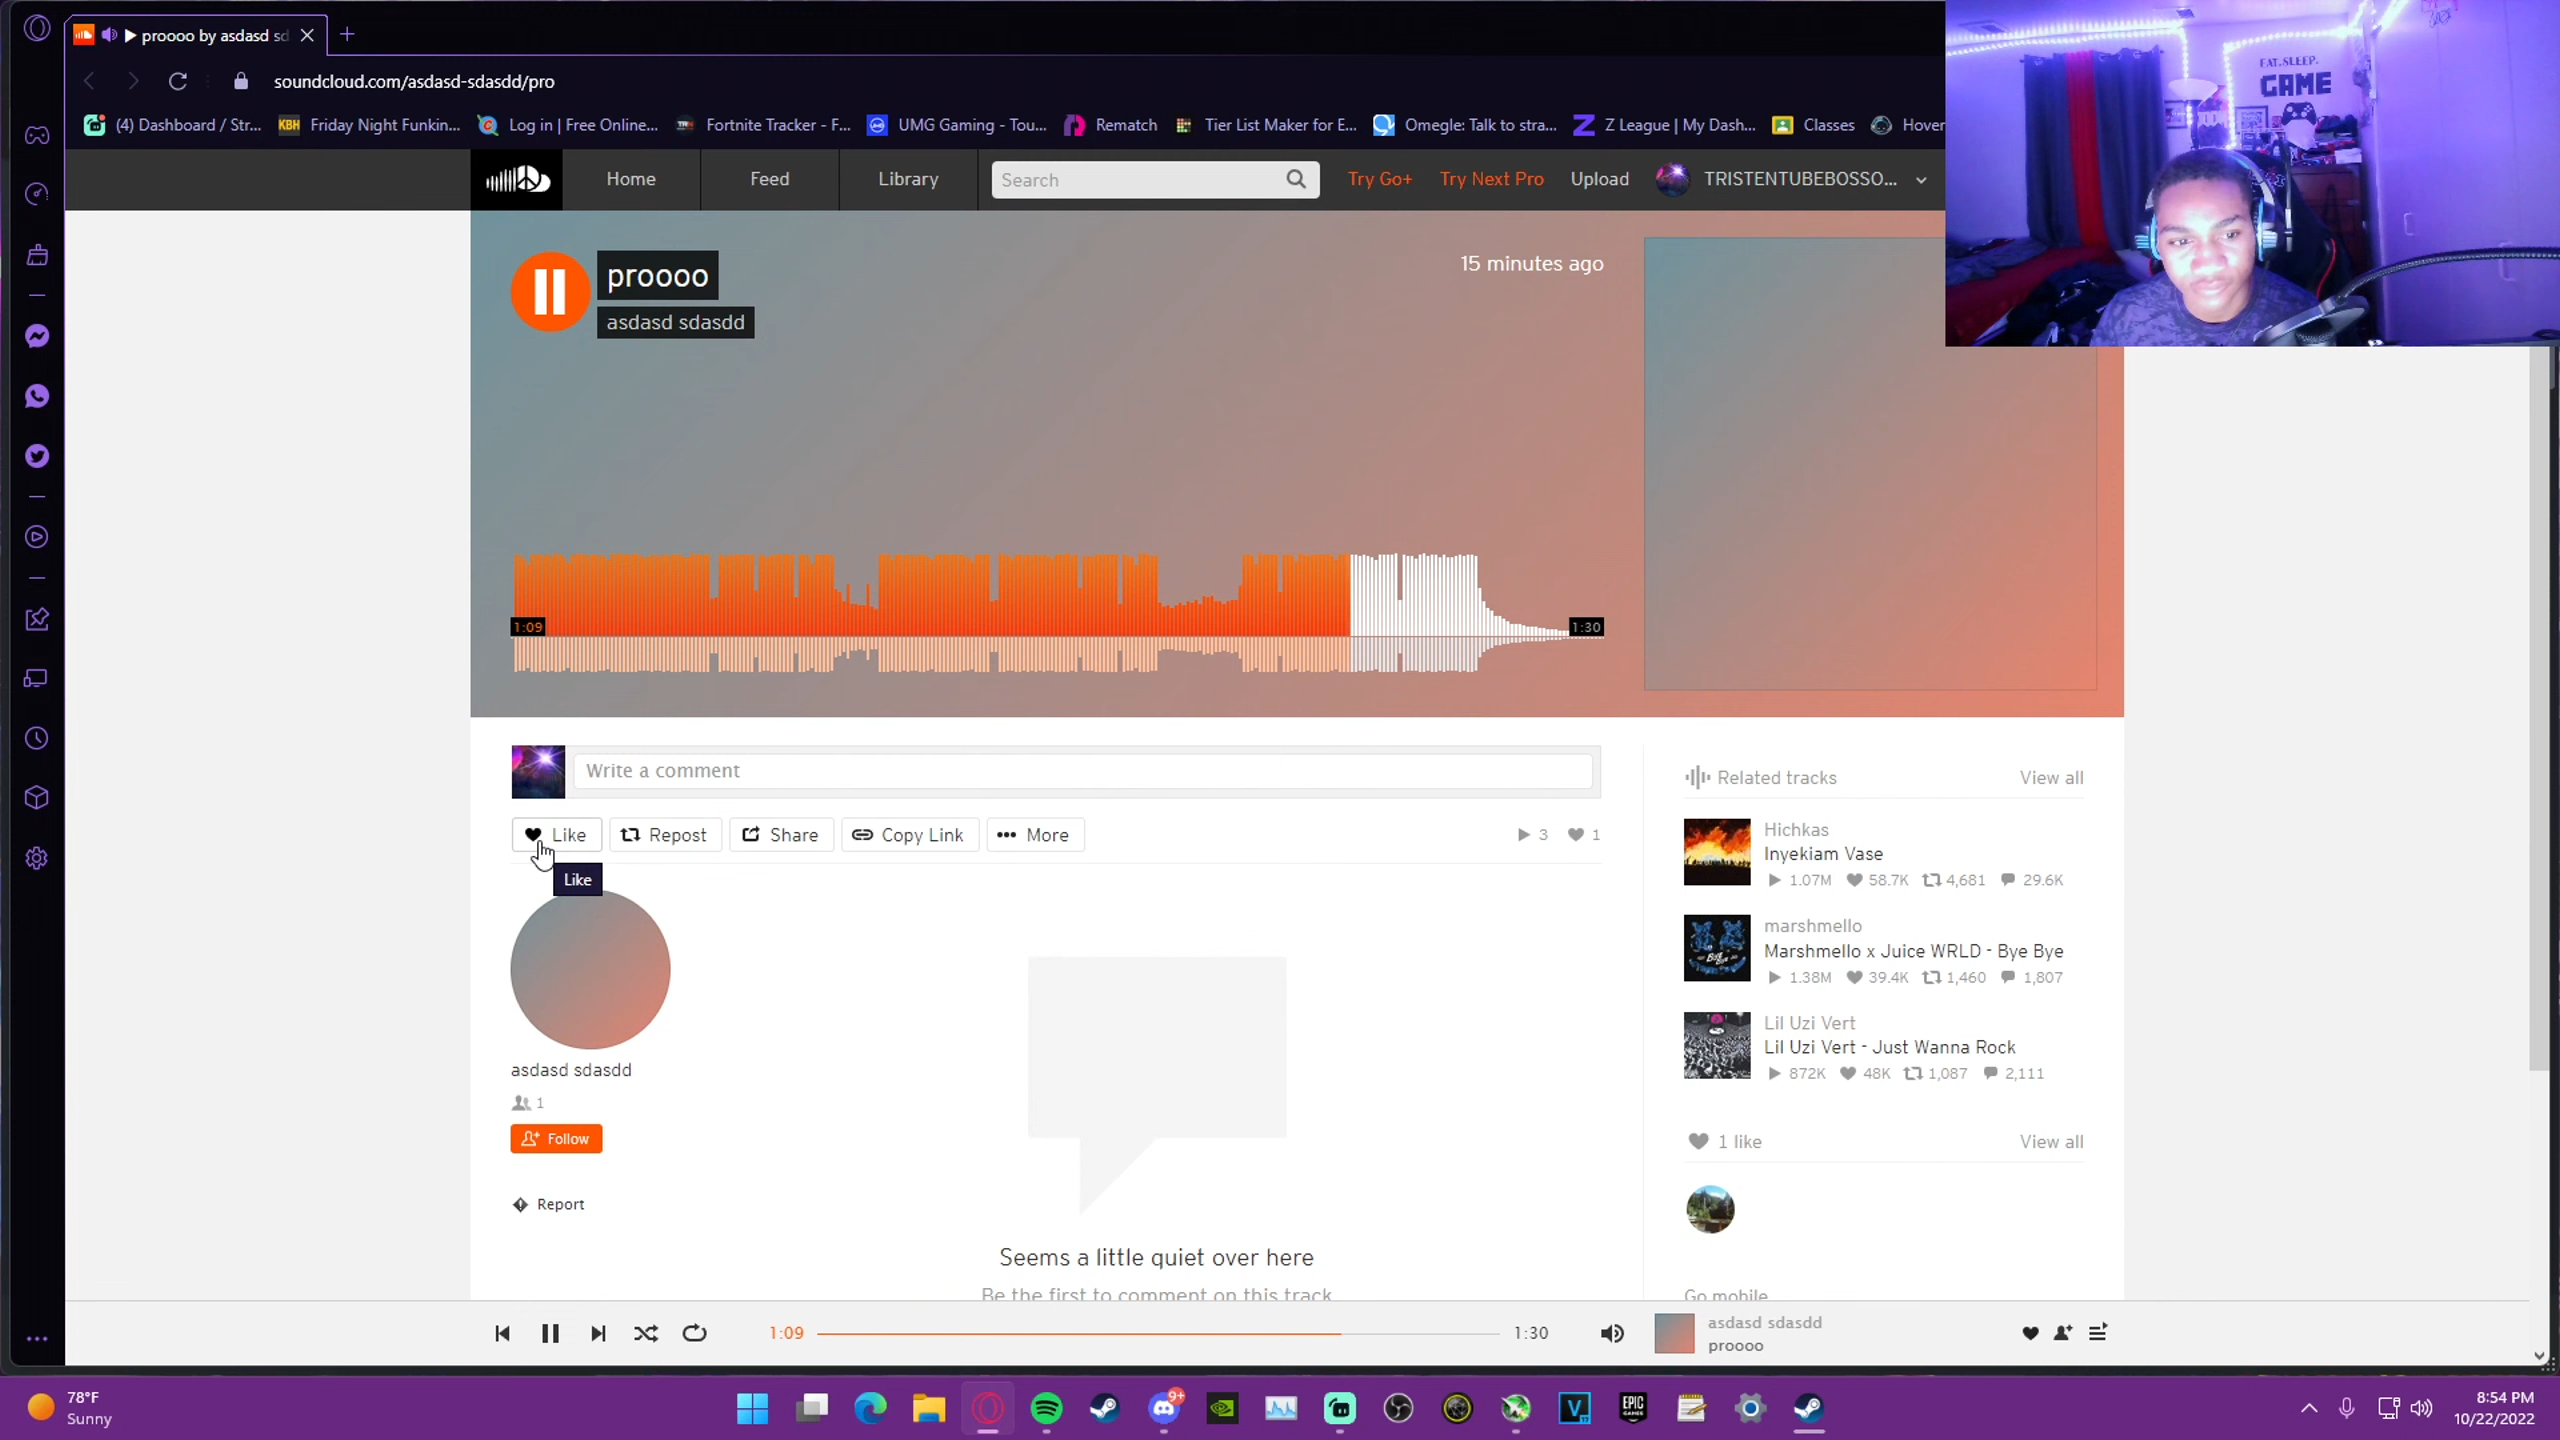 proooo by asdasd sd
soundcloud.com/asdasd-sdasdd/pro
(4) Dashboard / Str... KBH Friday Night Funkin... Log in | Free Online... Fortnite Tracker - F... UMG Gaming - Tou... Rematch Tier List Maker for E... Omegle: Talk to stra... Z League | My Dash... Classes Hover
EAT. SLEEP.
GAME
Home Feed Library Search Try Go+ Try Next Pro Upload TRISTENTUBEBOSSO...
proooo
asdasd sdasdd
15 minutes ago
1:09 1:30
Write a comment
Like Repost Share Copy Link More 3 1
Like
asdasd sdasdd
1
Follow
Report
Seems a little quiet over here
Be the first to comment on this track
Related tracks View all
Hichkas
Inyekiam Vase
1.07M 58.7K 4,681 29.6K
marshmello
Marshmello x Juice WRLD - Bye Bye
1.38M 39.4K 1,460 1,807
Lil Uzi Vert
Lil Uzi Vert - Just Wanna Rock
872K 48K 1,087 2,111
1 like View all
Go mobile
1:09 1:30
asdasd sdasdd
proooo
78°F
Sunny
9+
EPIC
GAMES
8:54 PM
10/22/2022